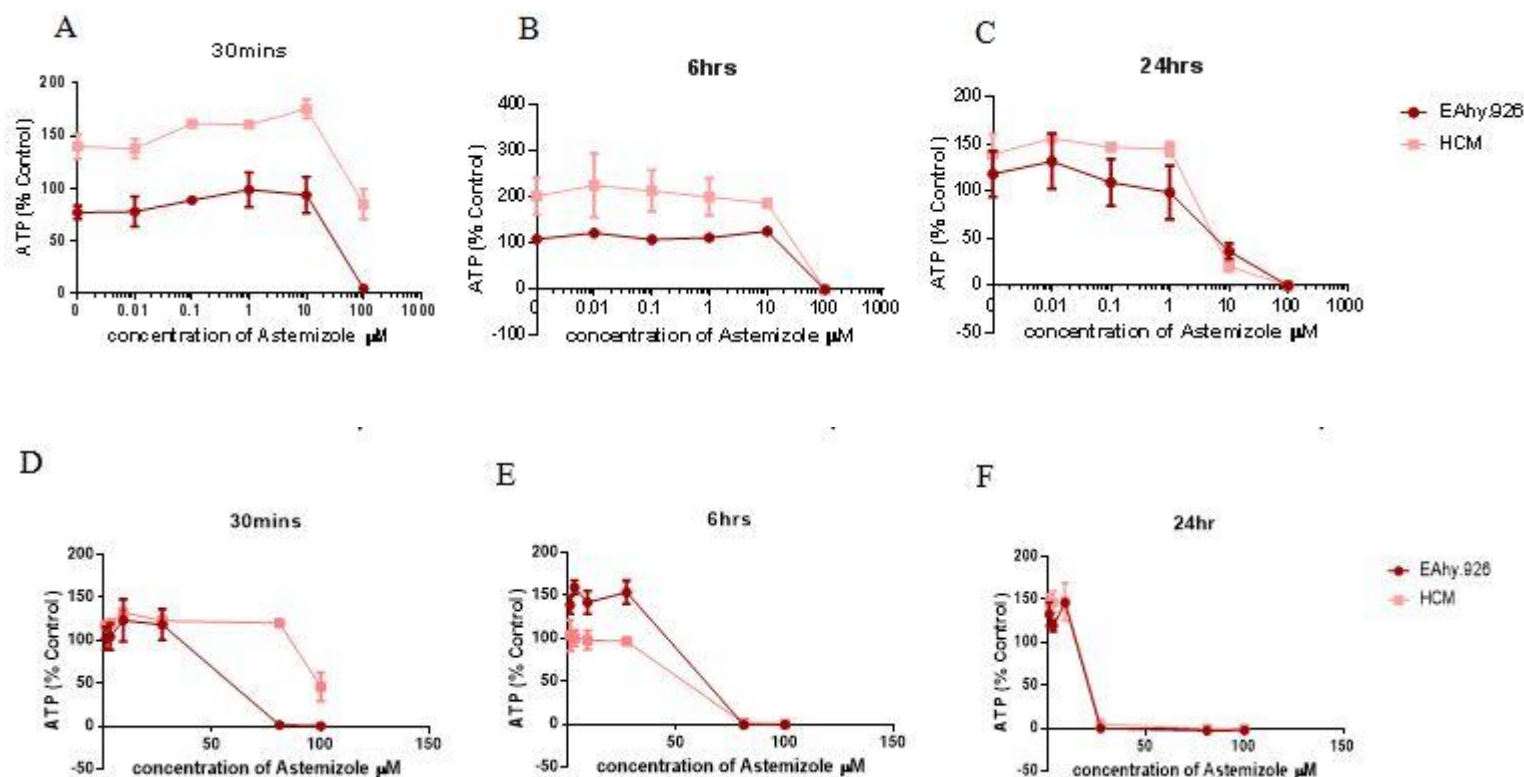 A
30mins
ATP (% Control)
200
150
100
50
0
0 0.01 0.1 1 10 100 1000
concentration of Astemizole μM
B
6hrs
ATP (% Control)
400
300
200
100
0
-100
0 0.01 0.1 1 10 100 1000
concentration of Astemizole μM
C
24hrs
ATP (% Control)
200
150
100
50
0
-50
0 0.01 0.1 1 10 100 1000
concentration of Astemizole μM
EAhy.926
HCM
D
30mins
ATP (% Control)
200
150
100
50
0
-50
50 100 150
concentration of Astemizole μM
E
6hrs
ATP (% Control)
200
150
100
50
0
-50
50 100 150
concentration of Astemizole μM
F
24hr
ATP (% Control)
200
150
100
50
0
-50
50 100 150
concentration of Astemizole μM
EAhy.926
HCM